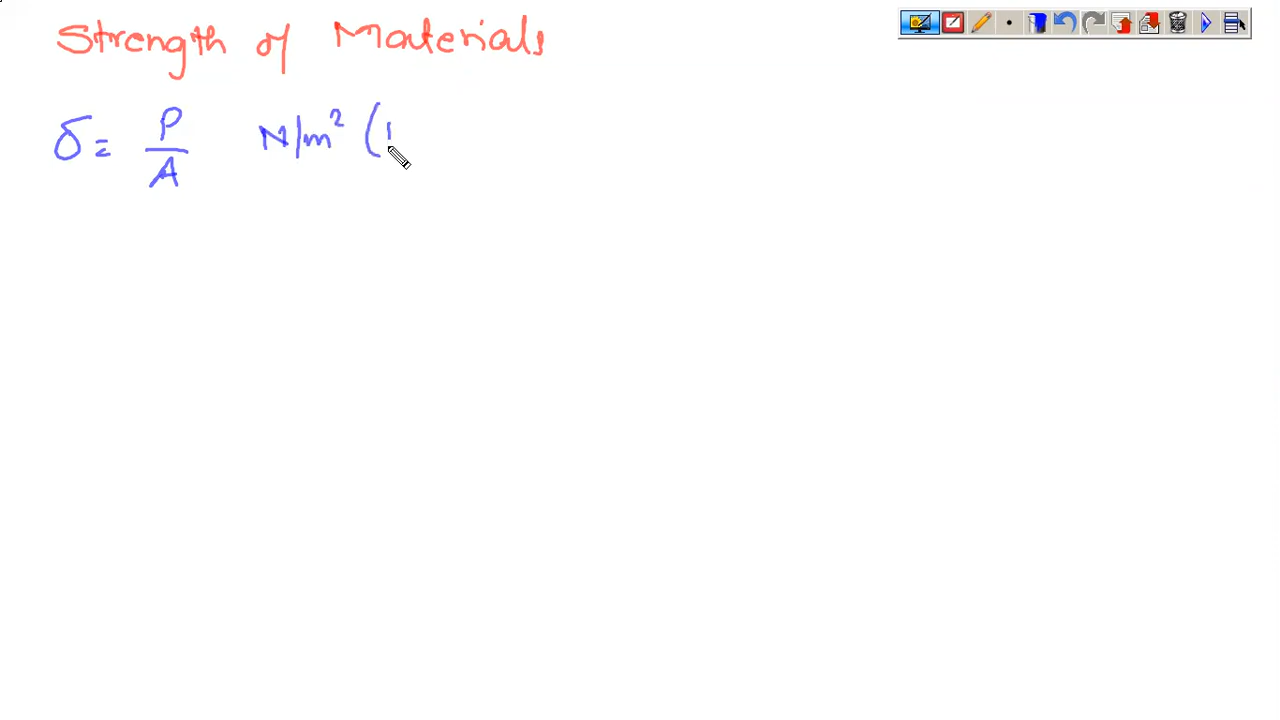 Strength of Materials
σ = P/A N/m² (